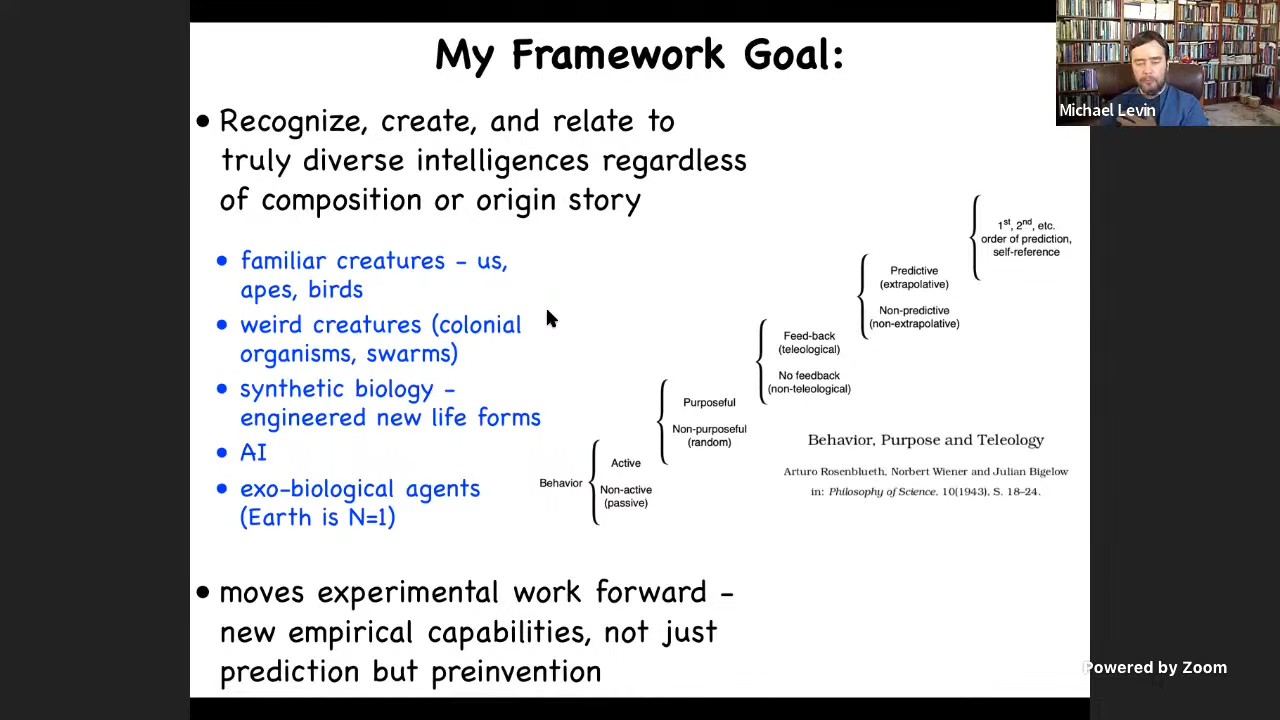 My Framework Goal:
Michael Levin
• Recognize, create, and relate to
truly diverse intelligences regardless
of composition or origin story
• familiar creatures – us,
apes, birds
• weird creatures (colonial
organisms, swarms)
• synthetic biology –
engineered new life forms
• AI
• exo-biological agents
(Earth is N=1)
1st, 2nd, etc.
order of prediction,
self-reference
Predictive
(extrapolative)
Non-predictive
(non-extrapolative)
Feed-back
(teleological)
No feedback
(non-teleological)
Purposeful
Non-purposeful
(random)
Active
Behavior
Non-active
(passive)
Behavior, Purpose and Teleology
Arturo Rosenblueth, Norbert Wiener and Julian Bigelow
in: Philosophy of Science, 10(1943), S. 18–24.
• moves experimental work forward –
new empirical capabilities, not just
prediction but preinvention
Powered by Zoom